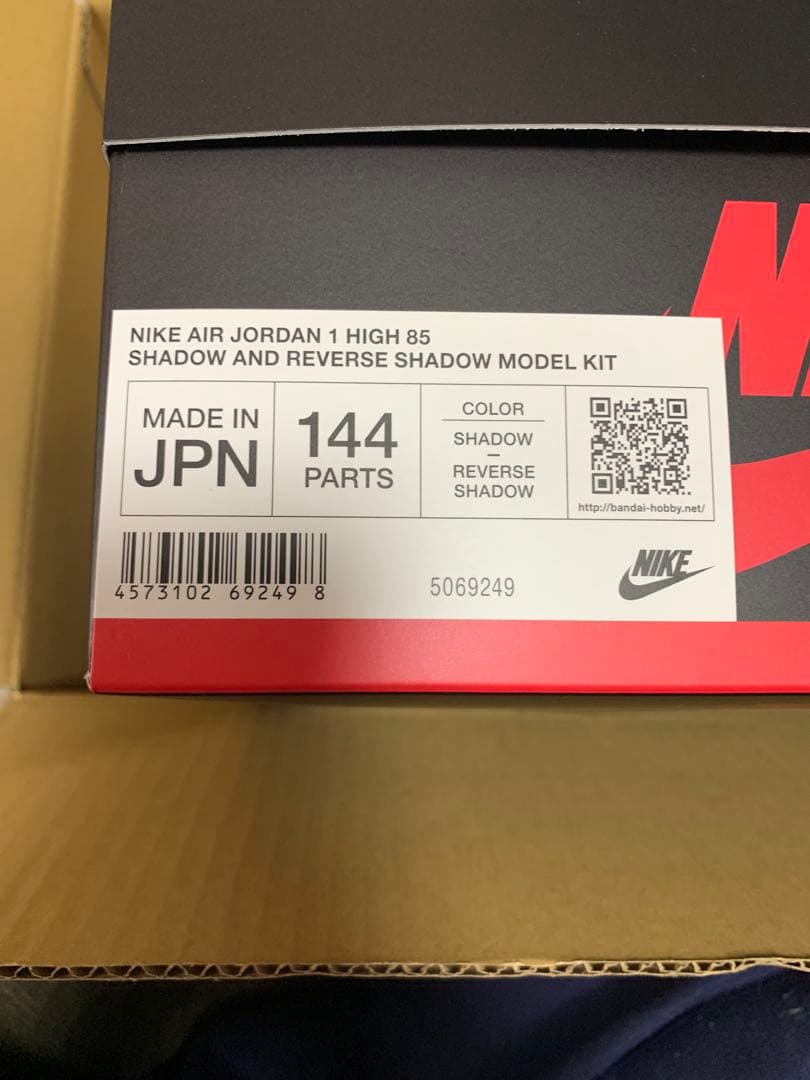 NIKE AIR JORDAN 1 HIGH 85
SHADOW AND REVERSE SHADOW MODEL KIT
MADE IN
JPN
144
PARTS
COLOR
SHADOW
–
REVERSE
SHADOW
http://bandai-hobby.net/
4573102 69249 8
5069249
NIKE